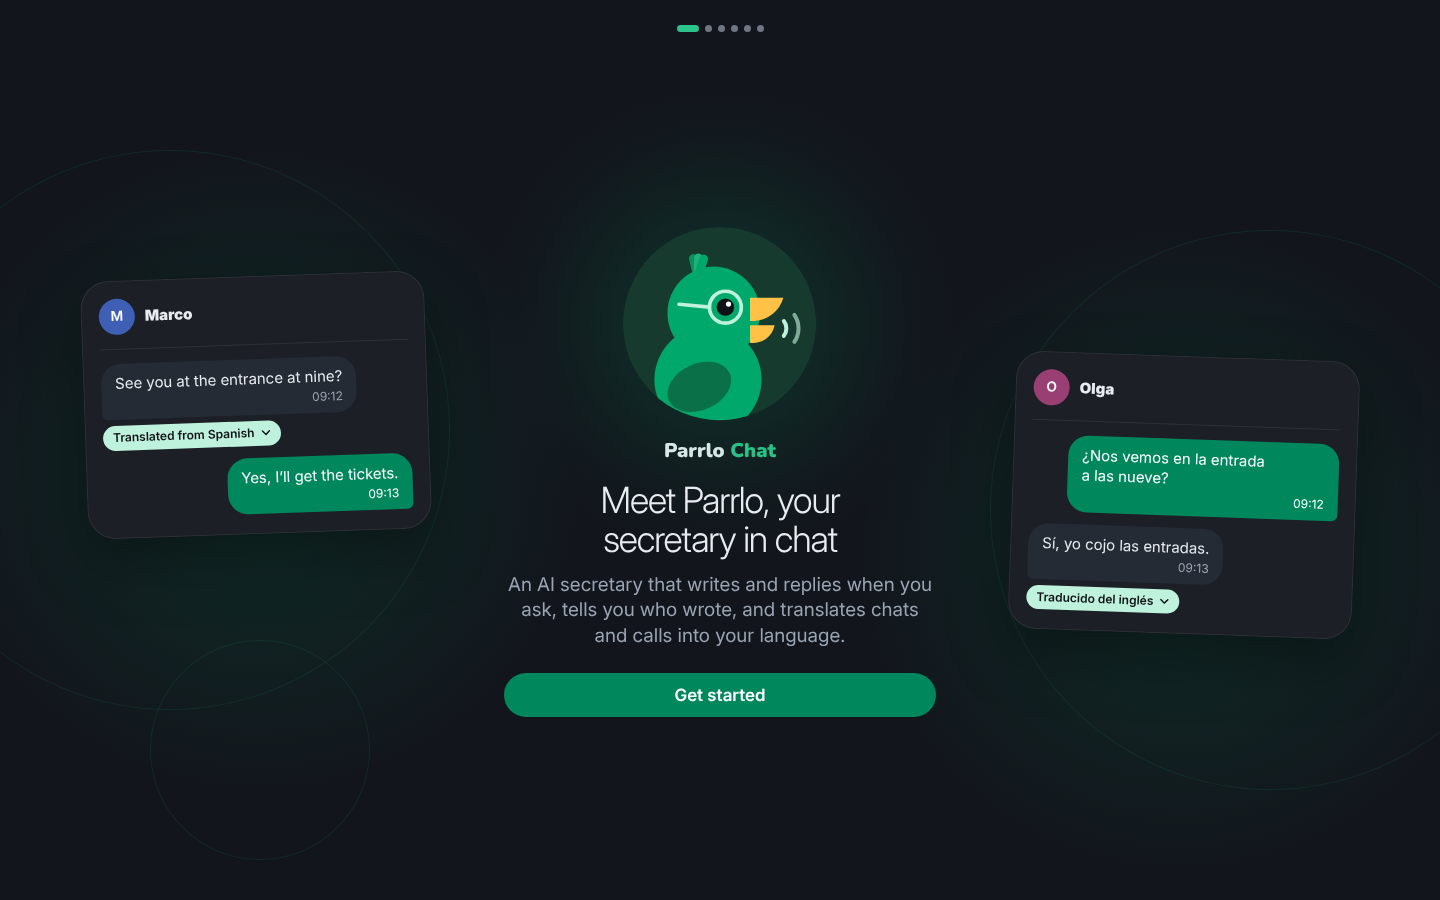 M
Marco
See you at the entrance at nine?
09:12
Translated from Spanish
Yes, I'll get the tickets.
09:13
Parrlo Chat
Meet Parrlo, your
secretary in chat
An AI secretary that writes and replies when you
ask, tells you who wrote, and translates chats
and calls into your language.
Get started
O
Olga
¿Nos vemos en la entrada
a las nueve?
09:12
Sí, yo cojo las entradas.
09:13
Traducido del inglés